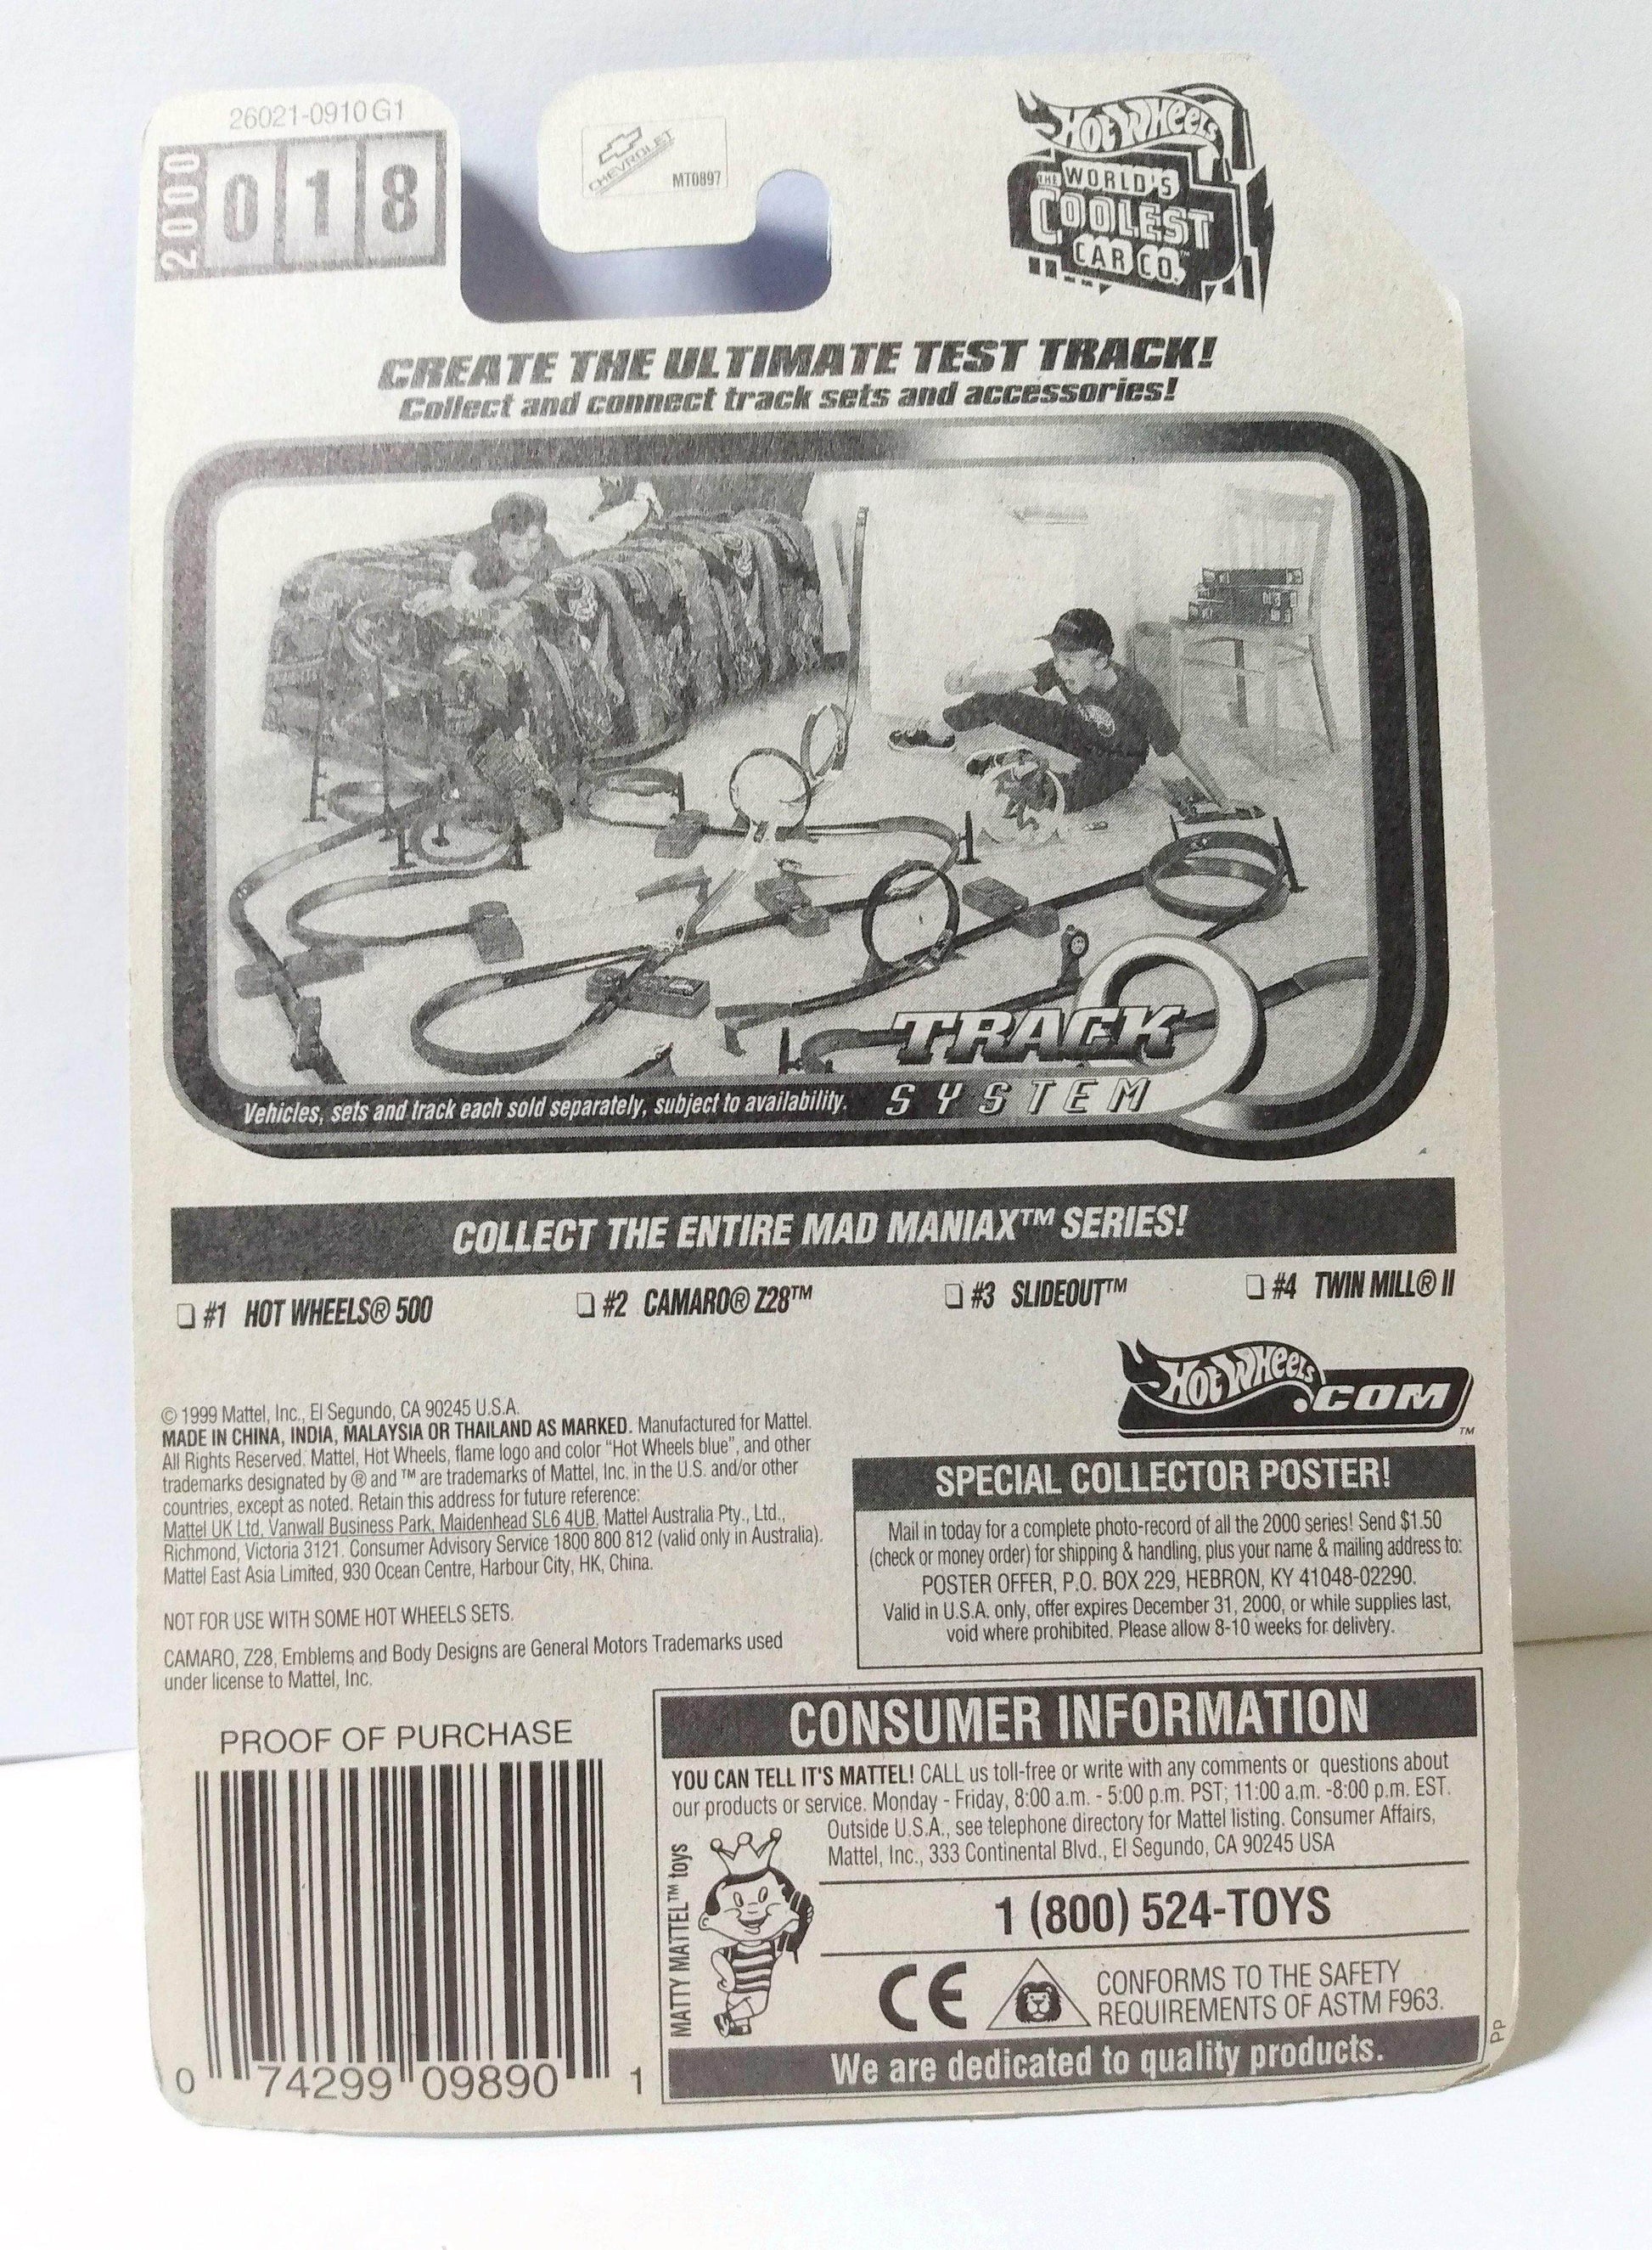 26021-0910 G1
2000 018
CHEVROLET
MT0897
Hot Wheels
THE WORLD'S
COOLEST
CAR CO.™
CREATE THE ULTIMATE TEST TRACK!
Collect and connect track sets and accessories!
TRACK
SYSTEM
Vehicles, sets and track each sold separately, subject to availability.
COLLECT THE ENTIRE MAD MANIAX™ SERIES!
❏ #1 HOT WHEELS® 500 ❏ #2 CAMARO® Z28™ ❏ #3 SLIDEOUT™ ❏ #4 TWIN MILL® II
Hot Wheels
.COM™
© 1999 Mattel, Inc., El Segundo, CA 90245 U.S.A.
MADE IN CHINA, INDIA, MALAYSIA OR THAILAND AS MARKED. Manufactured for Mattel.
All Rights Reserved. Mattel, Hot Wheels, flame logo and color “Hot Wheels blue”, and other
trademarks designated by ® and ™ are trademarks of Mattel, Inc. in the U.S. and/or other
countries, except as noted. Retain this address for future reference:
Mattel UK Ltd, Vanwall Business Park, Maidenhead SL6 4UB. Mattel Australia Pty., Ltd.,
Richmond, Victoria 3121. Consumer Advisory Service 1800 800 812 (valid only in Australia).
Mattel East Asia Limited, 930 Ocean Centre, Harbour City, HK, China.
NOT FOR USE WITH SOME HOT WHEELS SETS.
CAMARO, Z28, Emblems and Body Designs are General Motors Trademarks used
under license to Mattel, Inc.
SPECIAL COLLECTOR POSTER!
Mail in today for a complete photo-record of all the 2000 series! Send $1.50
(check or money order) for shipping & handling, plus your name & mailing address to:
POSTER OFFER, P.O. BOX 229, HEBRON, KY 41048-02290.
Valid in U.S.A. only, offer expires December 31, 2000, or while supplies last,
void where prohibited. Please allow 8-10 weeks for delivery.
PROOF OF PURCHASE
0 74299 09890 1
CONSUMER INFORMATION
YOU CAN TELL IT'S MATTEL! CALL us toll-free or write with any comments or questions about
our products or service. Monday - Friday, 8:00 a.m. - 5:00 p.m. PST; 11:00 a.m. -8:00 p.m. EST.
Outside U.S.A., see telephone directory for Mattel listing. Consumer Affairs,
Mattel, Inc., 333 Continental Blvd., El Segundo, CA 90245 USA
MATTY MATTEL™ toys
1 (800) 524-TOYS
CE
CONFORMS TO THE SAFETY
REQUIREMENTS OF ASTM F963.
We are dedicated to quality products.
PP